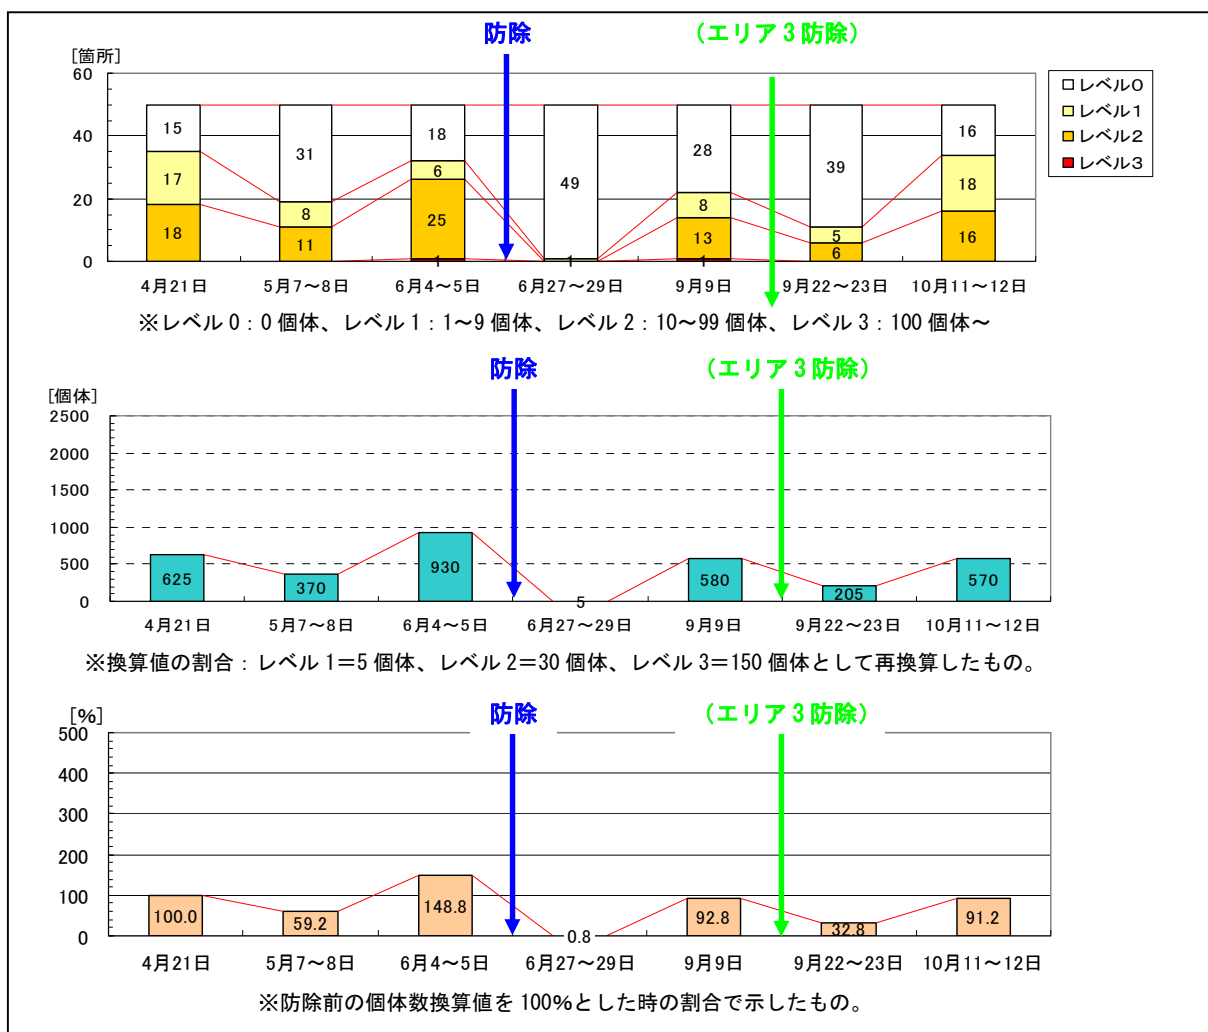 防除
（エリア3防除）
[箇所]
60
40
20
0
15
17
18
31
8
11
18
6
25
1
49
1
28
8
13
1
39
5
6
16
18
16
レベル0
レベル1
レベル2
レベル3
4月21日 5月7～8日 6月4～5日 6月27～29日 9月9日 9月22～23日 10月11～12日
※レベル0：0個体、レベル1：1～9個体、レベル2：10～99個体、レベル3：100個体～
防除
（エリア3防除）
[個体]
2500
2000
1500
1000
500
0
625
370
930
5
580
205
570
4月21日 5月7～8日 6月4～5日 6月27～29日 9月9日 9月22～23日 10月11～12日
※換算値の割合：レベル1＝5個体、レベル2＝30個体、レベル3＝150個体として再換算したもの。
防除
（エリア3防除）
[%]
500
400
300
200
100
0
100.0
59.2
148.8
0.8
92.8
32.8
91.2
4月21日 5月7～8日 6月4～5日 6月27～29日 9月9日 9月22～23日 10月11～12日
※防除前の個体数換算値を100%とした時の割合で示したもの。